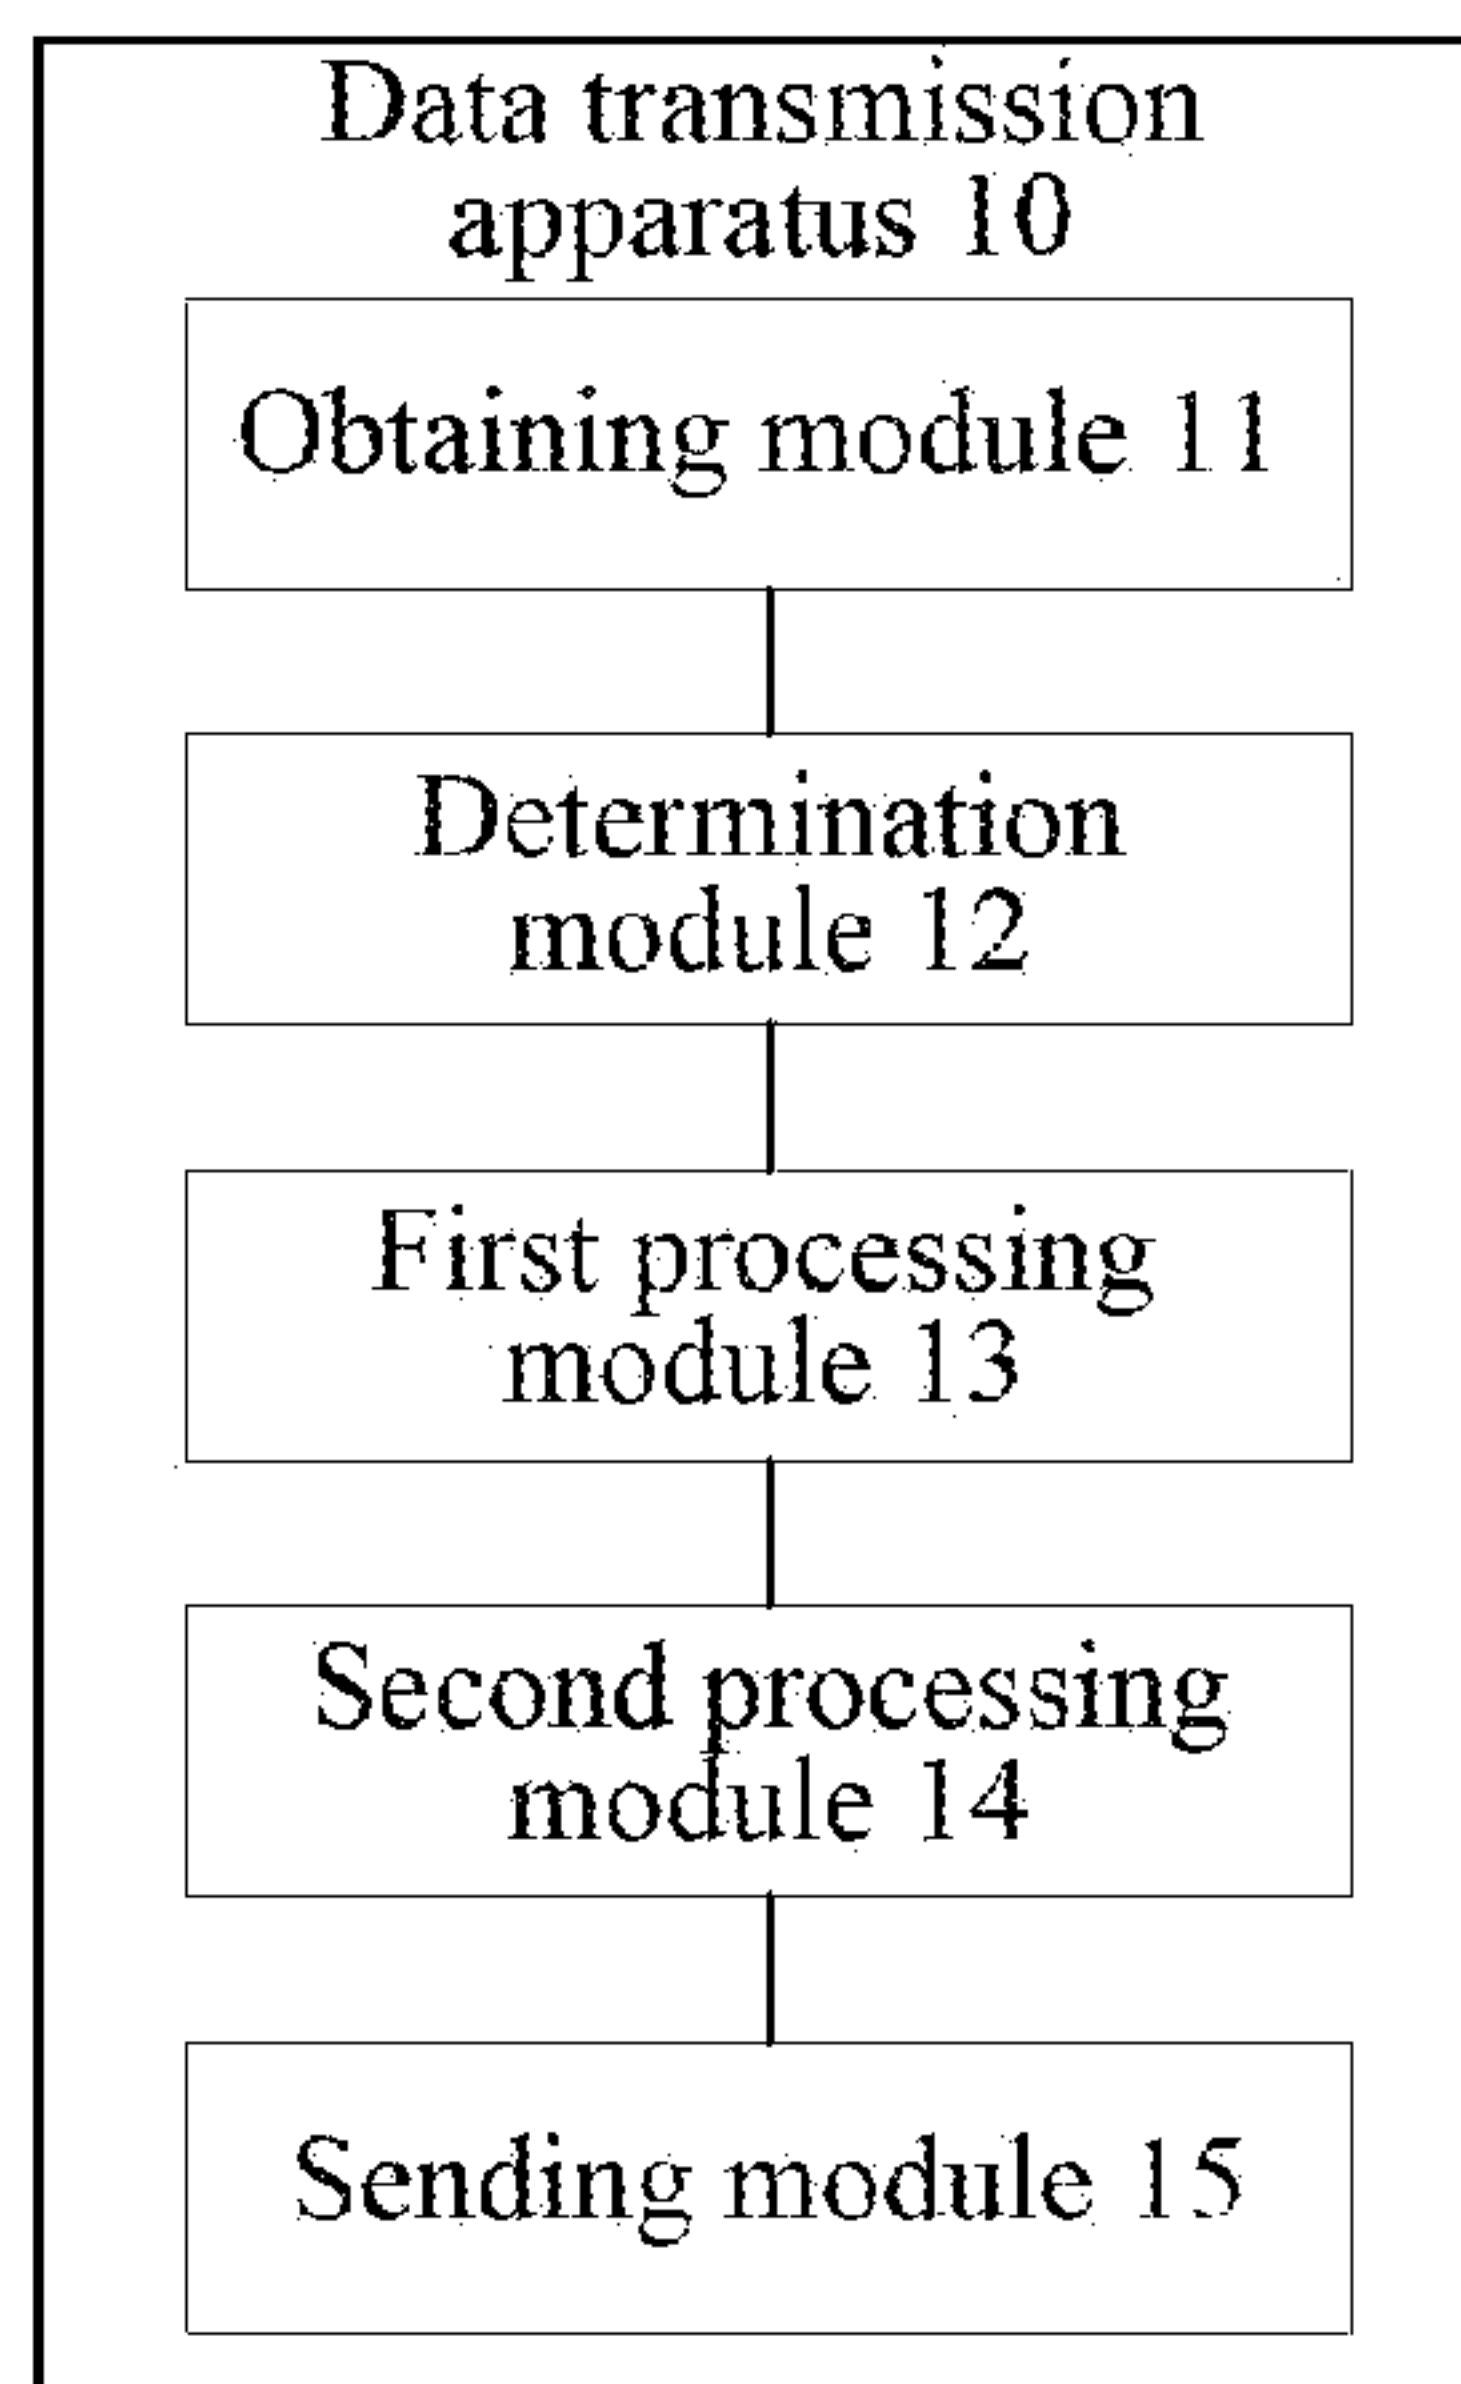 Data transmission
apparatus 10
Obtaining module 11
Determination
module 12
First processing
module 13
Second processing
module 14
Sending module 15